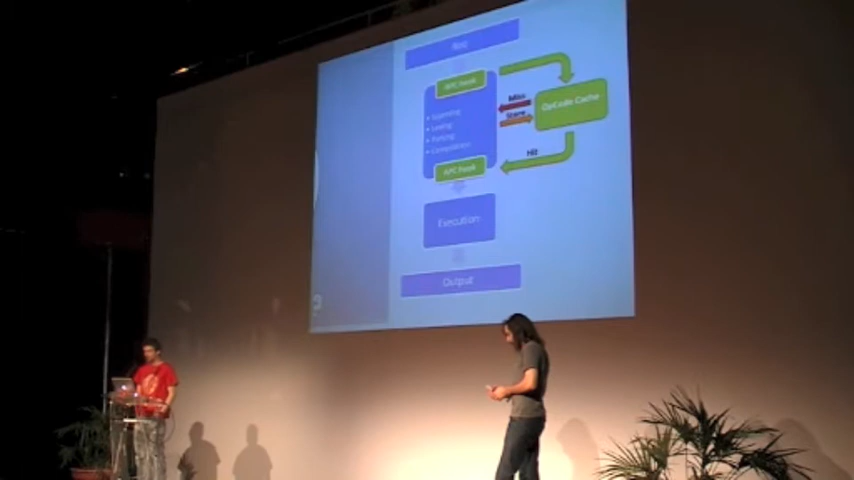 Req
APC hook
• Scanning
• Lexing
• Parsing
• Compilation
Miss
Store
OpCode Cache
Hit
APC hook
Execution
Output